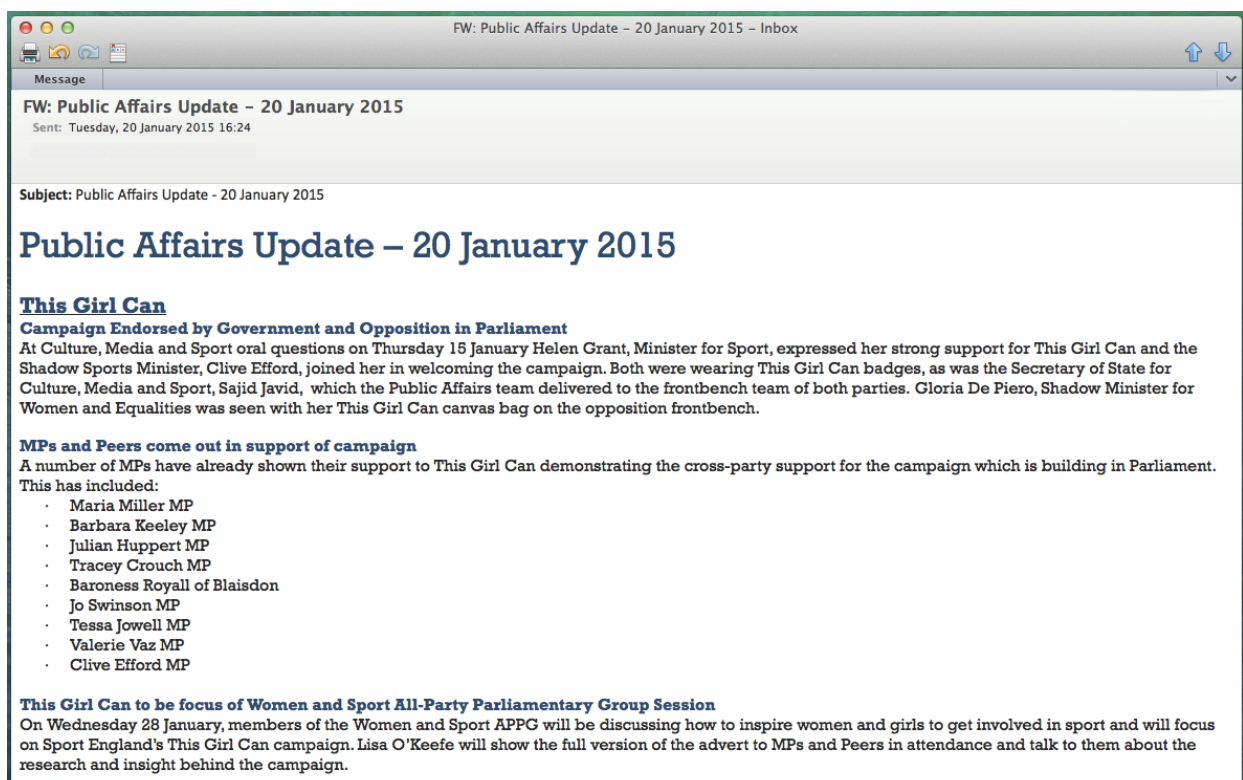 FW: Public Affairs Update – 20 January 2015 – Inbox
Message
FW: Public Affairs Update – 20 January 2015
Sent: Tuesday, 20 January 2015 16:24
Subject: Public Affairs Update - 20 January 2015
Public Affairs Update – 20 January 2015
This Girl Can
Campaign Endorsed by Government and Opposition in Parliament
At Culture, Media and Sport oral questions on Thursday 15 January Helen Grant, Minister for Sport, expressed her strong support for This Girl Can and the
Shadow Sports Minister, Clive Efford, joined her in welcoming the campaign. Both were wearing This Girl Can badges, as was the Secretary of State for
Culture, Media and Sport, Sajid Javid,  which the Public Affairs team delivered to the frontbench team of both parties.  Gloria De Piero, Shadow Minister for
Women and Equalities was seen with her This Girl Can canvas bag on the opposition frontbench.
MPs and Peers come out in support of campaign
A number of MPs have already shown their support to This Girl Can demonstrating the cross-party support for the campaign which is building in Parliament.
This has included:
· Maria Miller MP
· Barbara Keeley MP
· Julian Huppert MP
· Tracey Crouch MP
· Baroness Royall of Blaisdon
· Jo Swinson MP
· Tessa Jowell MP
· Valerie Vaz MP
· Clive Efford MP
This Girl Can to be focus of Women and Sport All-Party Parliamentary Group Session
On Wednesday 28 January, members of the Women and Sport APPG will be discussing how to inspire women and girls to get involved in sport and will focus
on Sport England's This Girl Can campaign. Lisa O'Keefe will show the full version of the advert to MPs and Peers in attendance and talk to them about the
research and insight behind the campaign.